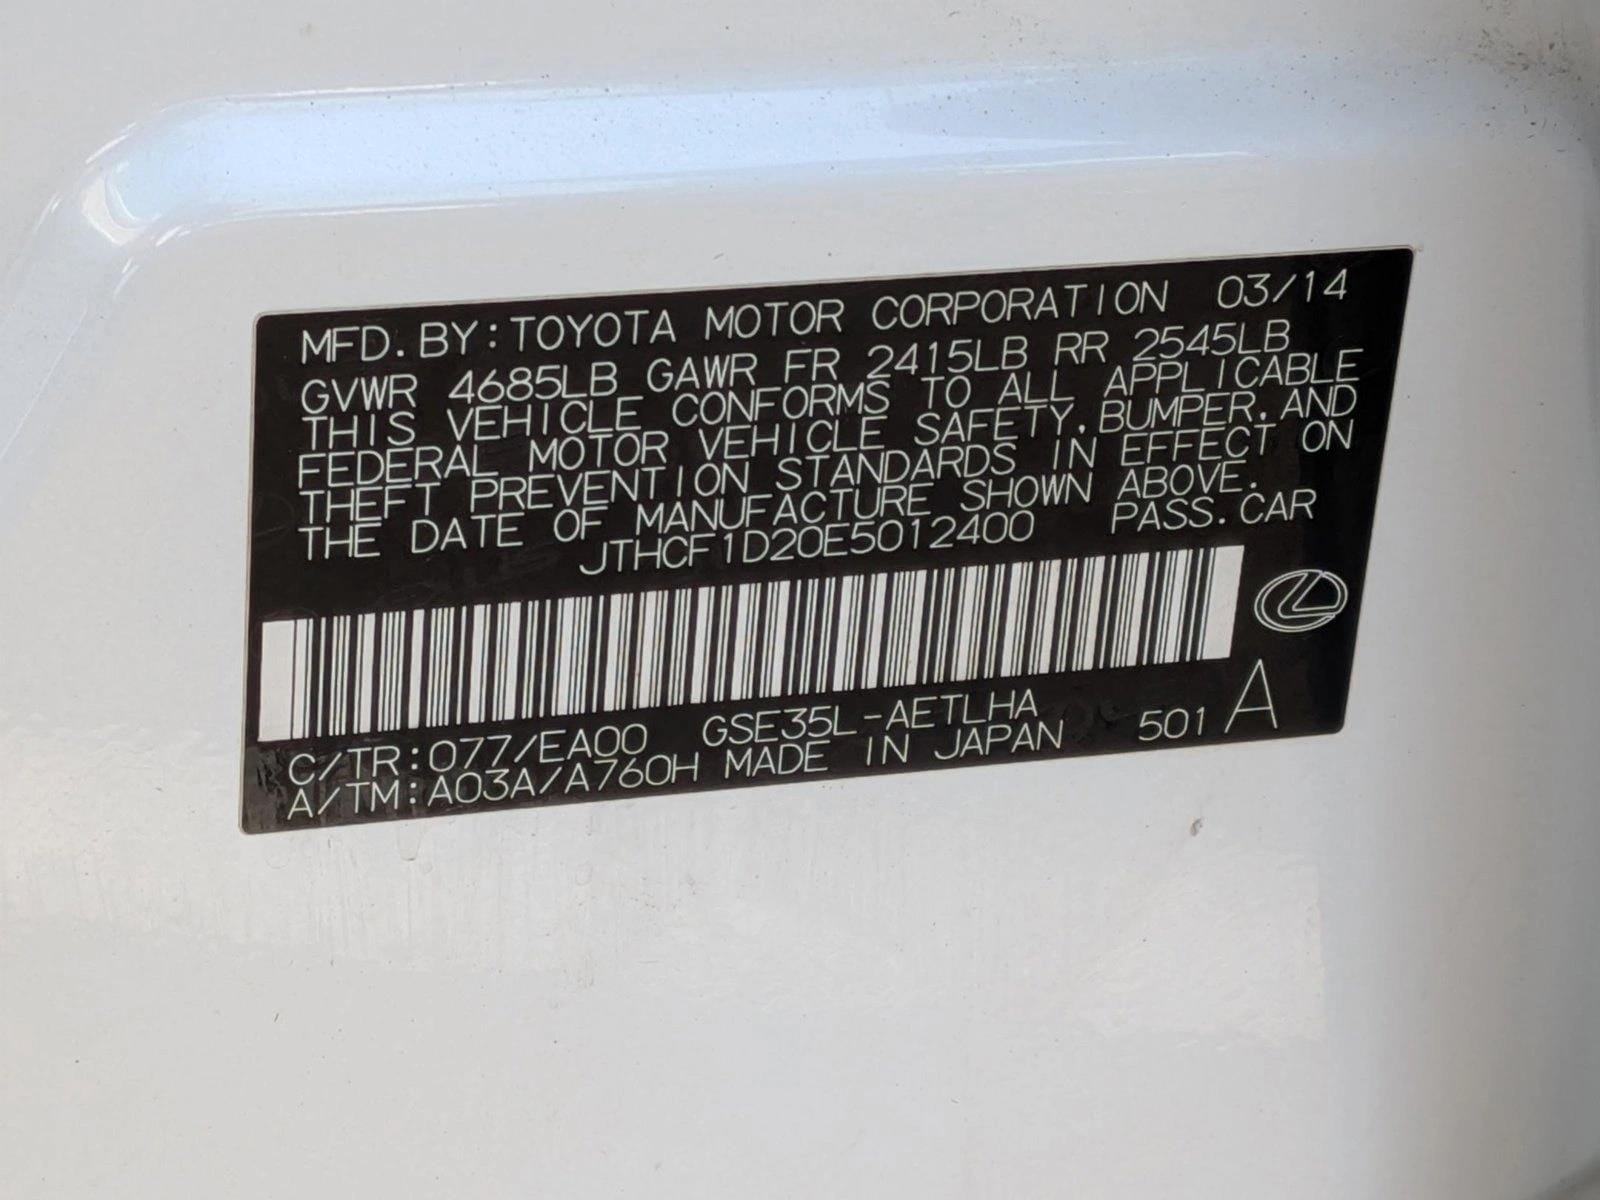 MFD. BY: TOYOTA MOTOR CORPORATION 03/14
GVWR 4685LB GAWR FR 2415LB RR 2545LB
THIS VEHICLE CONFORMS TO ALL APPLICABLE
FEDERAL MOTOR VEHICLE SAFETY, BUMPER, AND
THEFT PREVENTION STANDARDS IN EFFECT ON
THE DATE OF MANUFACTURE SHOWN ABOVE.
JTHCF1D20E5012400 PASS. CAR
C/TR: 077/EA00 GSE35L-AETLHA
A/TM: A03A/A760H MADE IN JAPAN 501 A